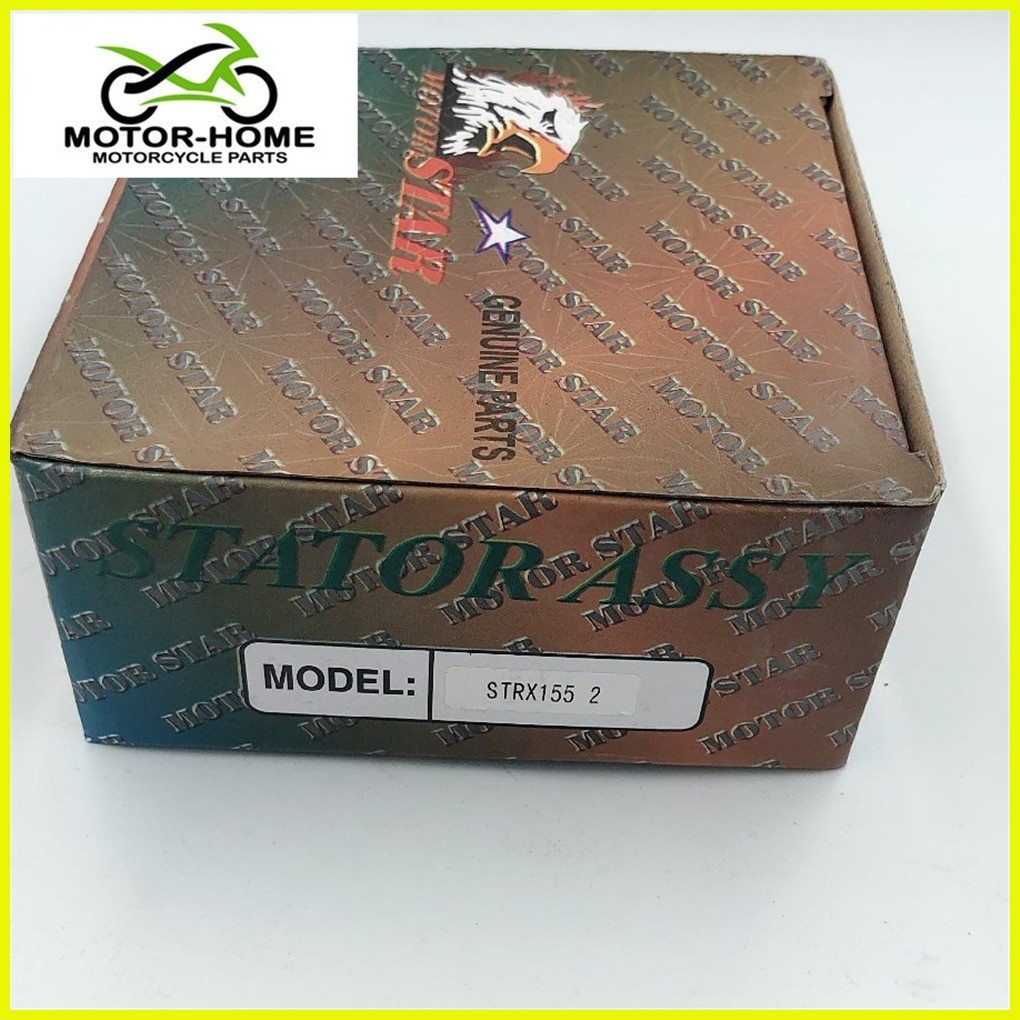 MOTOR-HOME
MOTORCYCLE PARTS
MOTOR STAR
GENUINE PARTS
STATOR ASSY
MODEL: STRX155 2